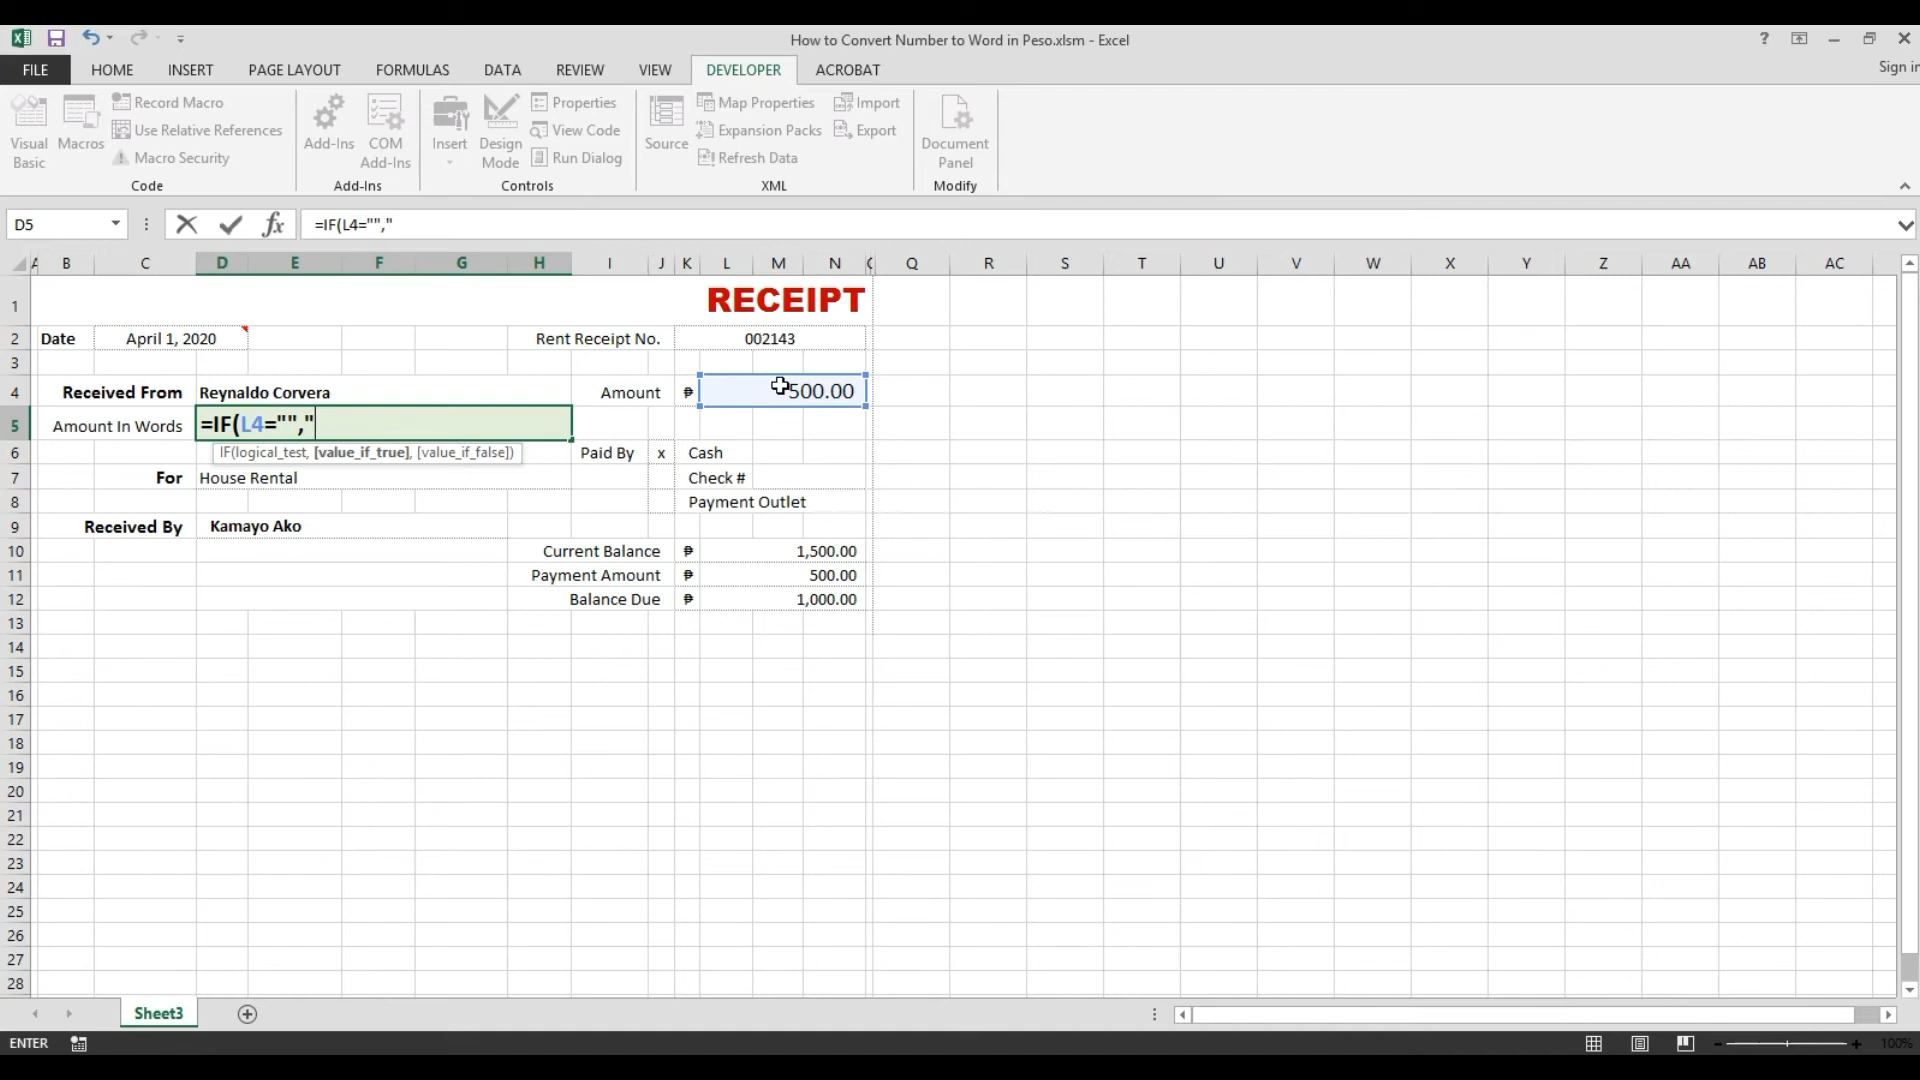 How to Convert Number to Word in Peso.xlsm - Excel
?
FILE HOME INSERT PAGE LAYOUT FORMULAS DATA REVIEW VIEW DEVELOPER ACROBAT Sign in
Visual Basic
Macros
Record Macro
Use Relative References
Macro Security
Code
Add-Ins
COM Add-Ins
Add-Ins
Insert
Design Mode
Properties
View Code
Run Dialog
Controls
Source
Map Properties
Expansion Packs
Refresh Data
Import
Export
XML
Document Panel
Modify
D5 fx =IF(L4="","
A B C D E F G H I J K L M N Q R S T U V W X Y Z AA AB AC
1 RECEIPT
2 Date April 1, 2020 Rent Receipt No. 002143
3
4 Received From Reynaldo Corvera Amount ₱ 500.00
5 Amount In Words =IF(L4="","
IF(logical_test, [value_if_true], [value_if_false])
6 Paid By x Cash
7 For House Rental Check #
8 Payment Outlet
9 Received By Kamayo Ako
10 Current Balance ₱ 1,500.00
11 Payment Amount ₱ 500.00
12 Balance Due ₱ 1,000.00
13
14
15
16
17
18
19
20
21
22
23
24
25
26
27
28
Sheet3
ENTER 100%